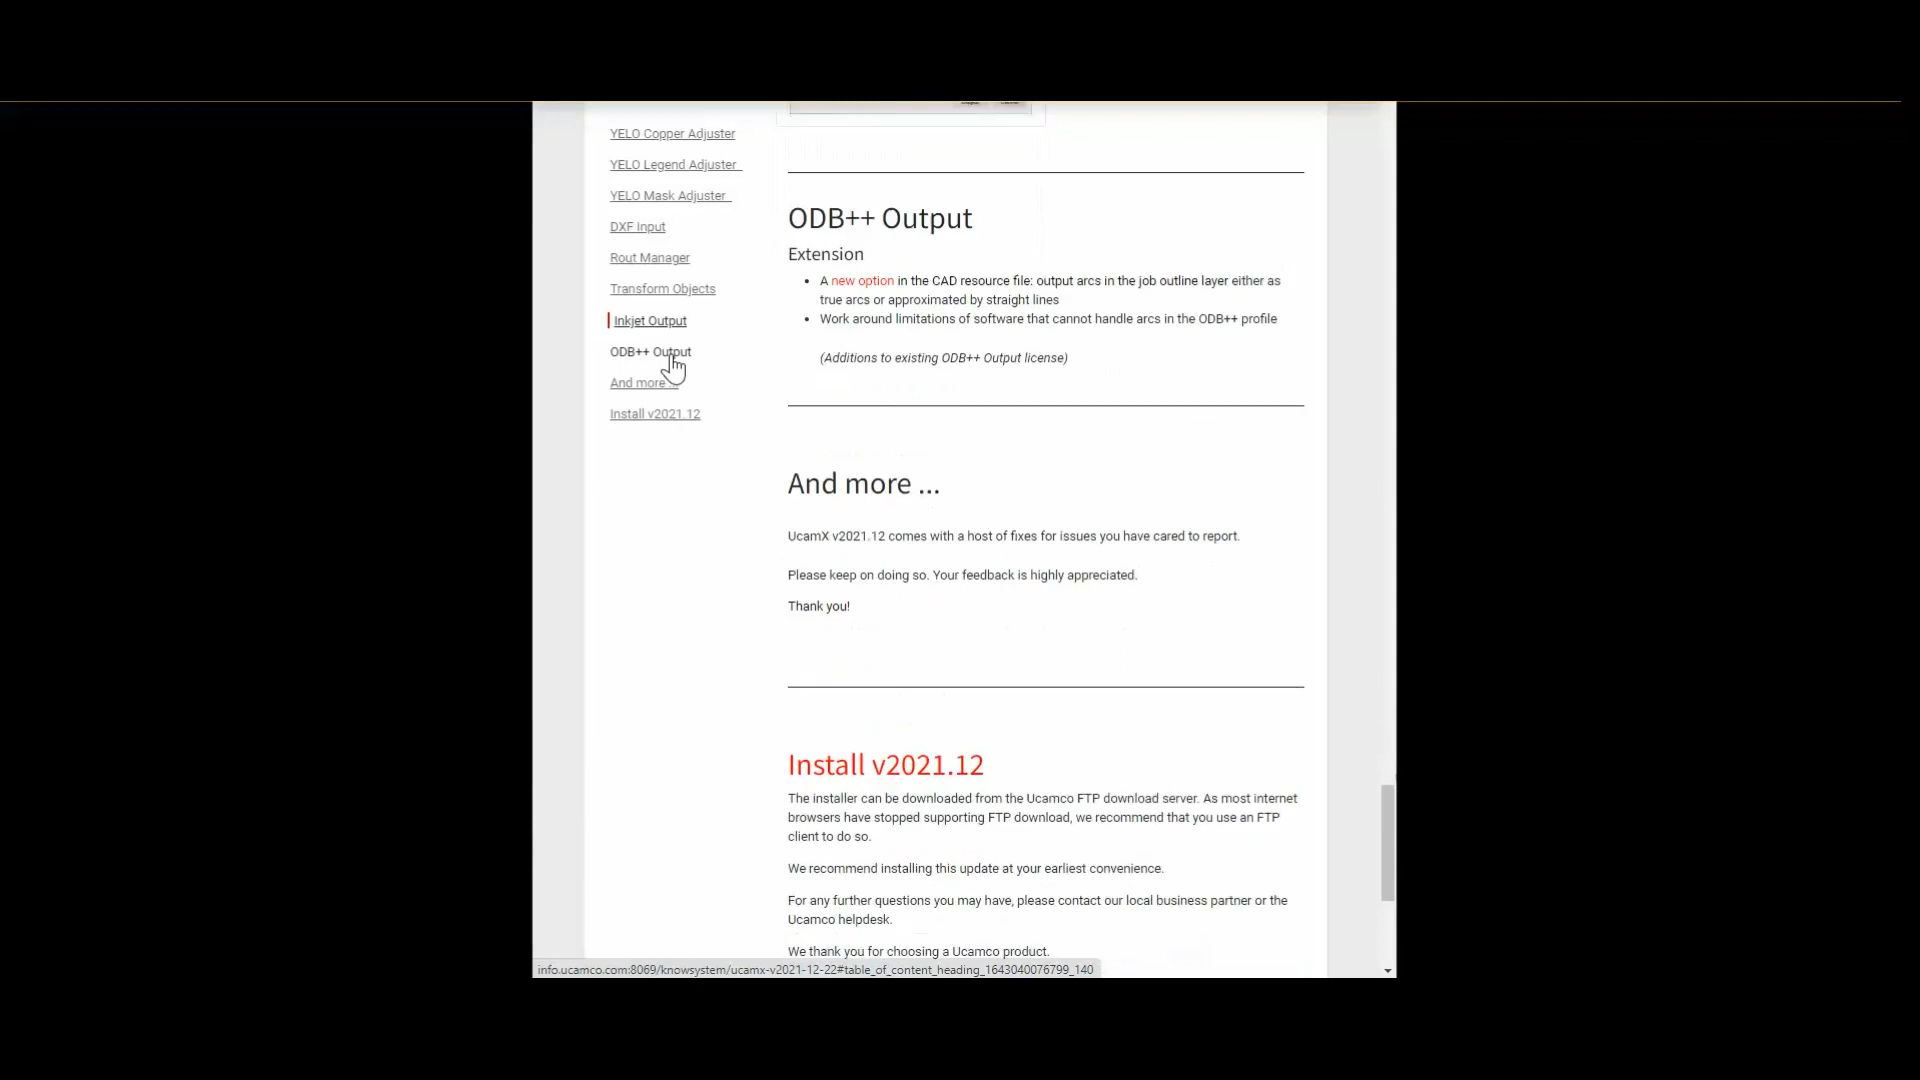 YELO Copper Adjuster
YELO Legend Adjuster
YELO Mask Adjuster
DXF Input
Rout Manager
Transform Objects
Inkjet Output
ODB++ Output
And more ...
Install v2021.12
ODB++ Output
Extension
• A new option in the CAD resource file: output arcs in the job outline layer either as
true arcs or approximated by straight lines
• Work around limitations of software that cannot handle arcs in the ODB++ profile
(Additions to existing ODB++ Output license)
And more ...
UcamX v2021.12 comes with a host of fixes for issues you have cared to report.
Please keep on doing so. Your feedback is highly appreciated.
Thank you!
Install v2021.12
The installer can be downloaded from the Ucamco FTP download server. As most internet
browsers have stopped supporting FTP download, we recommend that you use an FTP
client to do so.
We recommend installing this update at your earliest convenience.
For any further questions you may have, please contact our local business partner or the
Ucamco helpdesk.
We thank you for choosing a Ucamco product.
info.ucamco.com:8069/knowsystem/ucamx-v2021-12-22#table_of_content_heading_1643040076799_140